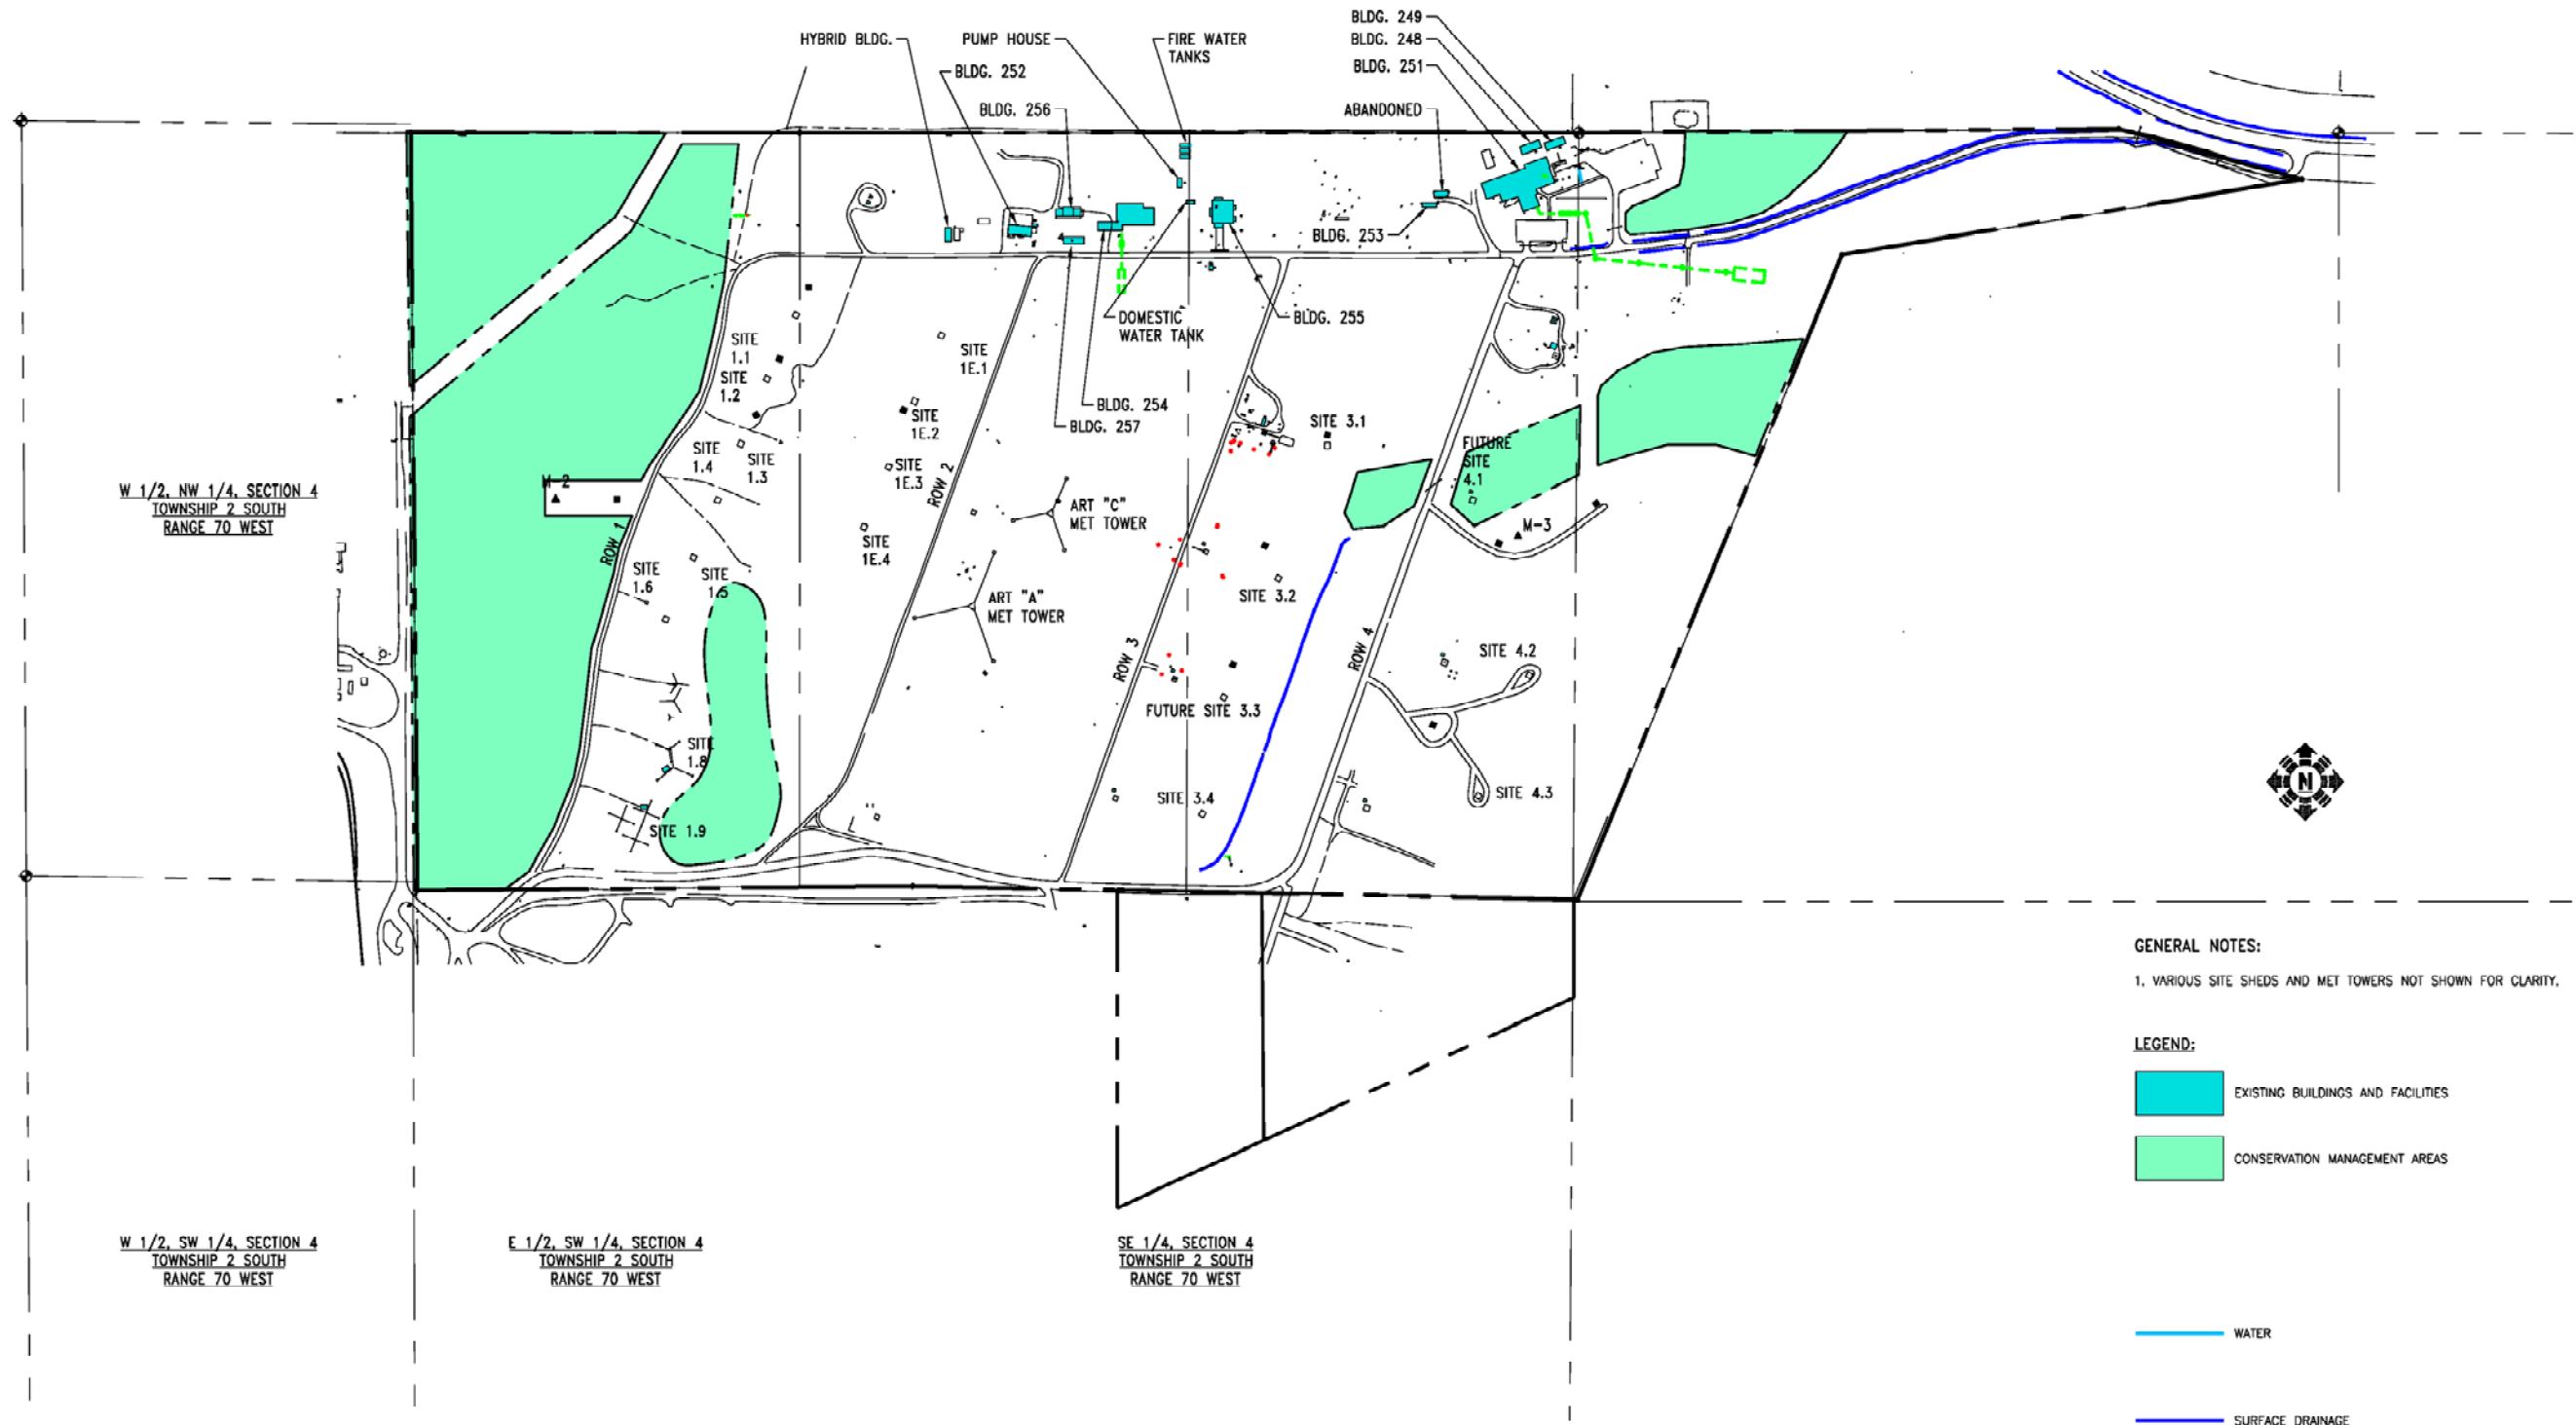 BLDG. 249
HYBRID BLDG.
PUMP HOUSE
FIRE WATER
TANKS
BLDG. 248
BLDG. 251
BLDG. 252
BLDG. 256
ABANDONED
BLDG. 253
DOMESTIC
WATER TANK
BLDG. 255
BLDG. 254
BLDG. 257
SITE
1.1
SITE
1.2
SITE
1E.1
SITE
1E.2
SITE
1E.3
SITE
1E.4
SITE
1.4
SITE
1.3
SITE 3.1
FUTURE
SITE
4.1
M-2
M-3
W 1/2, NW 1/4, SECTION 4
TOWNSHIP 2 SOUTH
RANGE 70 WEST
ROW 1
ROW 2
ART "C"
MET TOWER
SITE
1.6
SITE
1.5
ART "A"
MET TOWER
SITE 3.2
ROW 3
ROW 4
SITE 4.2
FUTURE SITE 3.3
SITE
1.8
SITE 3.4
SITE 4.3
SITE 1.9
N
GENERAL NOTES:
1. VARIOUS SITE SHEDS AND MET TOWERS NOT SHOWN FOR CLARITY.
LEGEND:
EXISTING BUILDINGS AND FACILITIES
CONSERVATION MANAGEMENT AREAS
W 1/2, SW 1/4, SECTION 4
TOWNSHIP 2 SOUTH
RANGE 70 WEST
E 1/2, SW 1/4, SECTION 4
TOWNSHIP 2 SOUTH
RANGE 70 WEST
SE 1/4, SECTION 4
TOWNSHIP 2 SOUTH
RANGE 70 WEST
WATER
SURFACE DRAINAGE